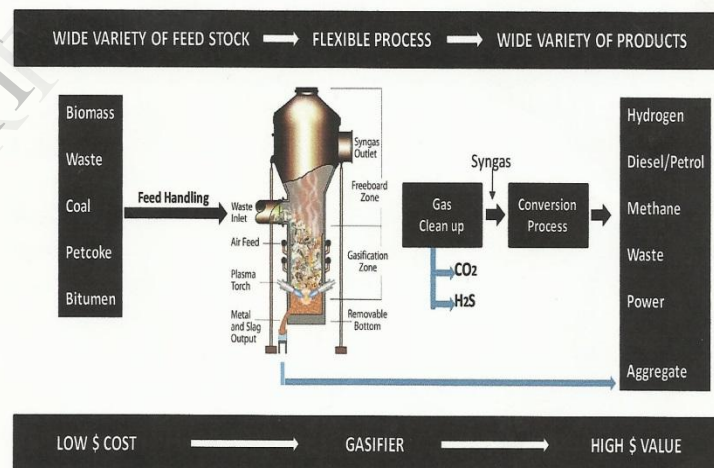 WIDE VARIETY OF FEED STOCK → FLEXIBLE PROCESS → WIDE VARIETY OF PRODUCTS
Biomass
Waste
Coal
Petcoke
Bitumen
Feed Handling
Syngas
Outlet
Freeboard
Zone
Waste
Inlet
Air Feed
Gasification
Zone
Plasma
Torch
Metal
and Slag
Output
Removable
Bottom
Gas
Clean up
CO2
H2S
Syngas
Conversion
Process
Hydrogen
Diesel/Petrol
Methane
Waste
Power
Aggregate
LOW $ COST → GASIFIER → HIGH $ VALUE